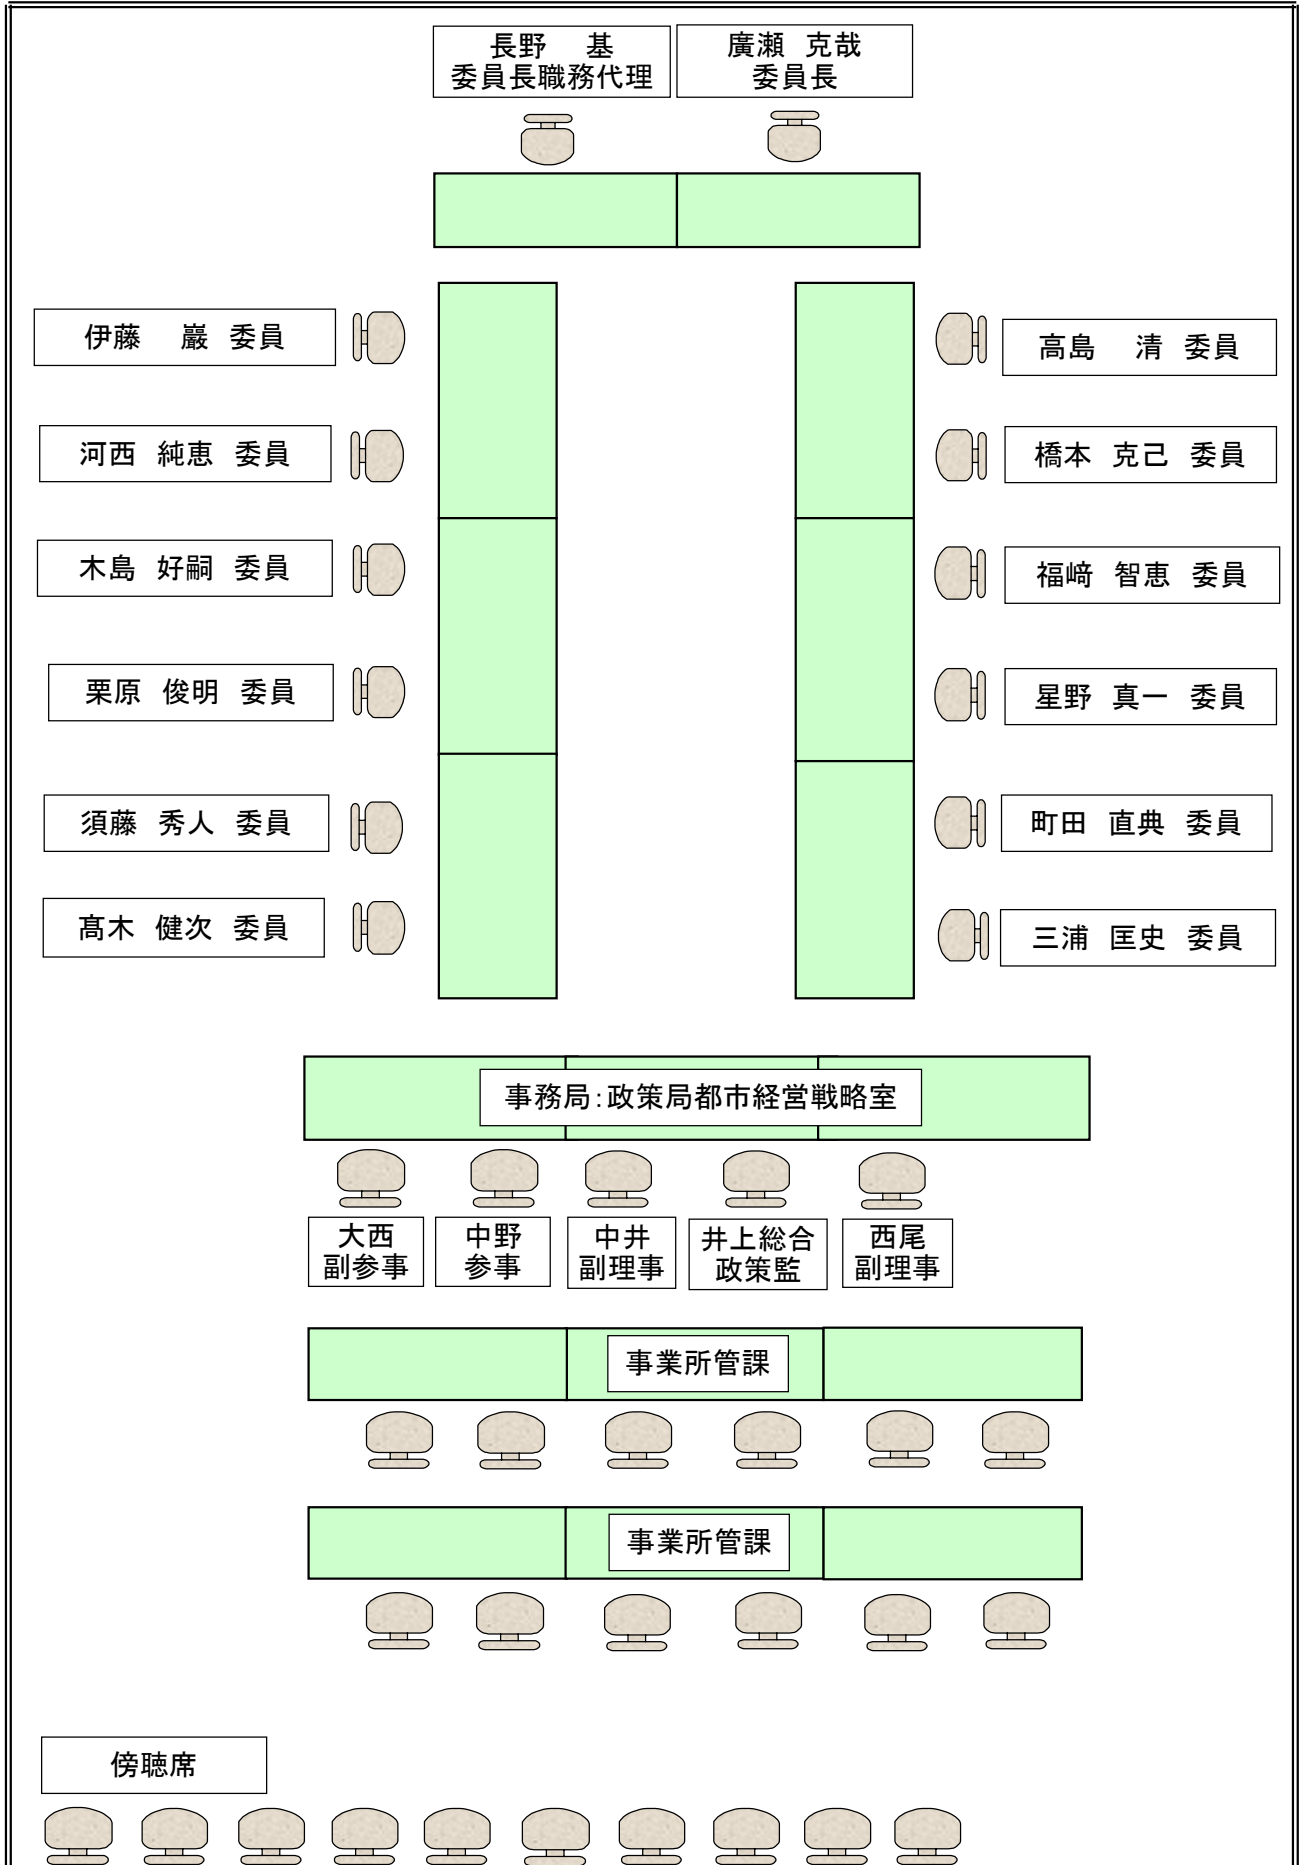 長野　基
委員長職務代理
廣瀬 克哉
委員長
伊藤　巖 委員
高島　清 委員
河西 純恵 委員
橋本 克己 委員
木島 好嗣 委員
福﨑 智恵 委員
栗原 俊明 委員
星野 真一 委員
須藤 秀人 委員
町田 直典 委員
髙木 健次 委員
三浦 匡史 委員
事務局：政策局都市経営戦略室
大西
副参事
中野
参事
中井
副理事
井上総合
政策監
西尾
副理事
事業所管課
事業所管課
傍聴席